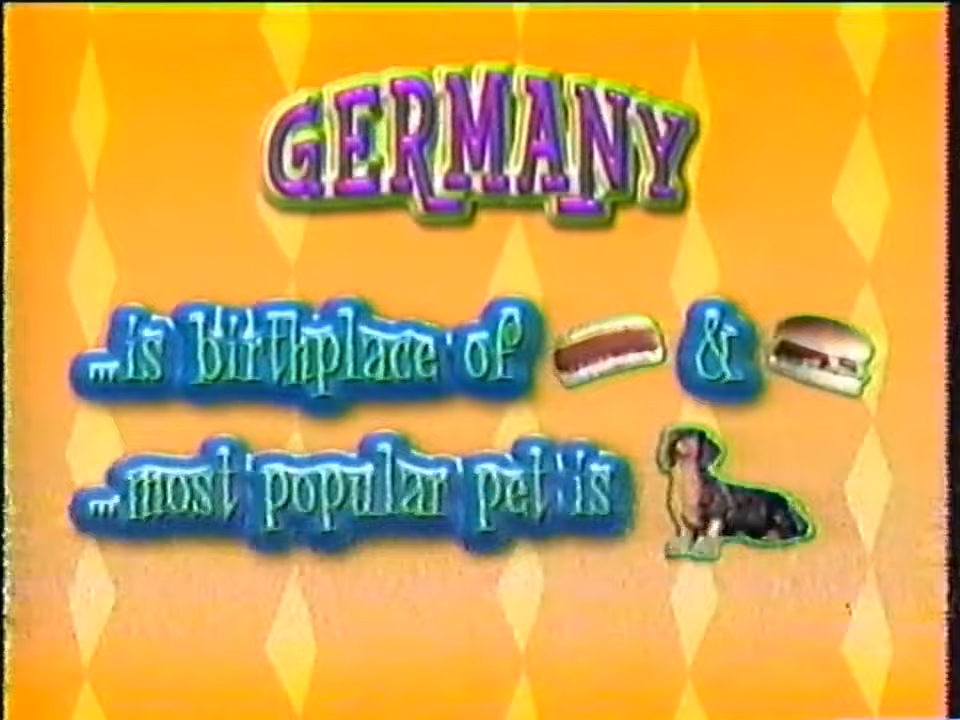 GERMANY
...is birthplace of &
...most popular pet is